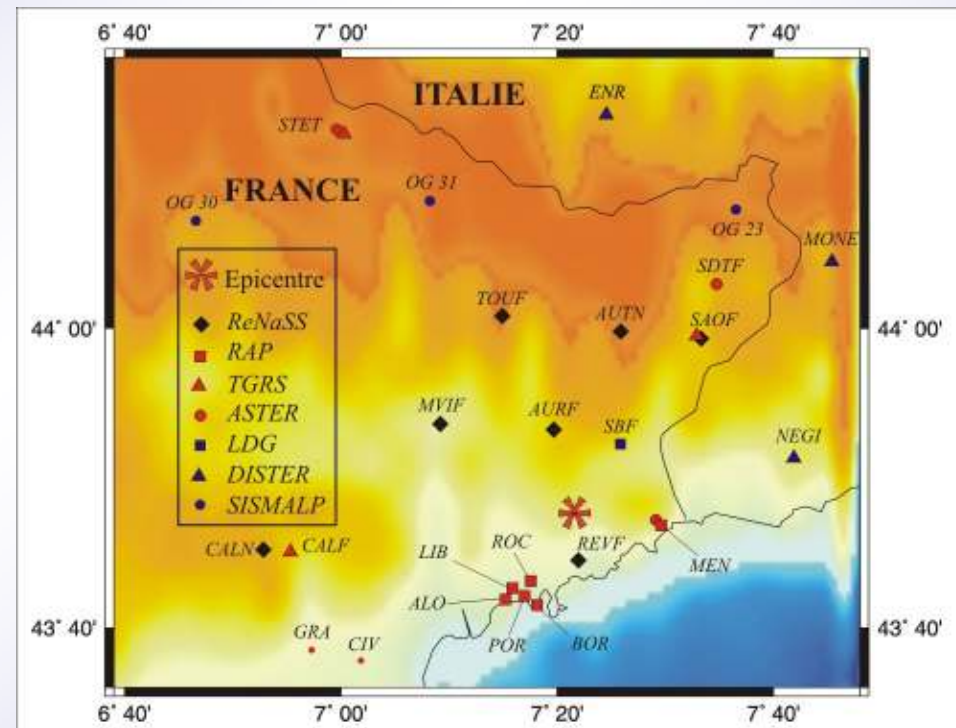 6° 40'
7° 00'
7° 20'
7° 40'
ITALIE
ENR
STET
FRANCE
OG 31
OG 30
OG 23
MONE
SDTF
Epicentre
TOUF
AUTN
SAOF
44° 00'
44° 00'
ReNaSS
RAP
TGRS
ASTER
LDG
DISTER
SISMALP
MVIF
AURF
SBF
NEGI
CALN
CALF
LIB
ROC
REVF
MEN
ALO
POR
BOR
GRA
CIV
43° 40'
43° 40'
6° 40'
7° 00'
7° 20'
7° 40'